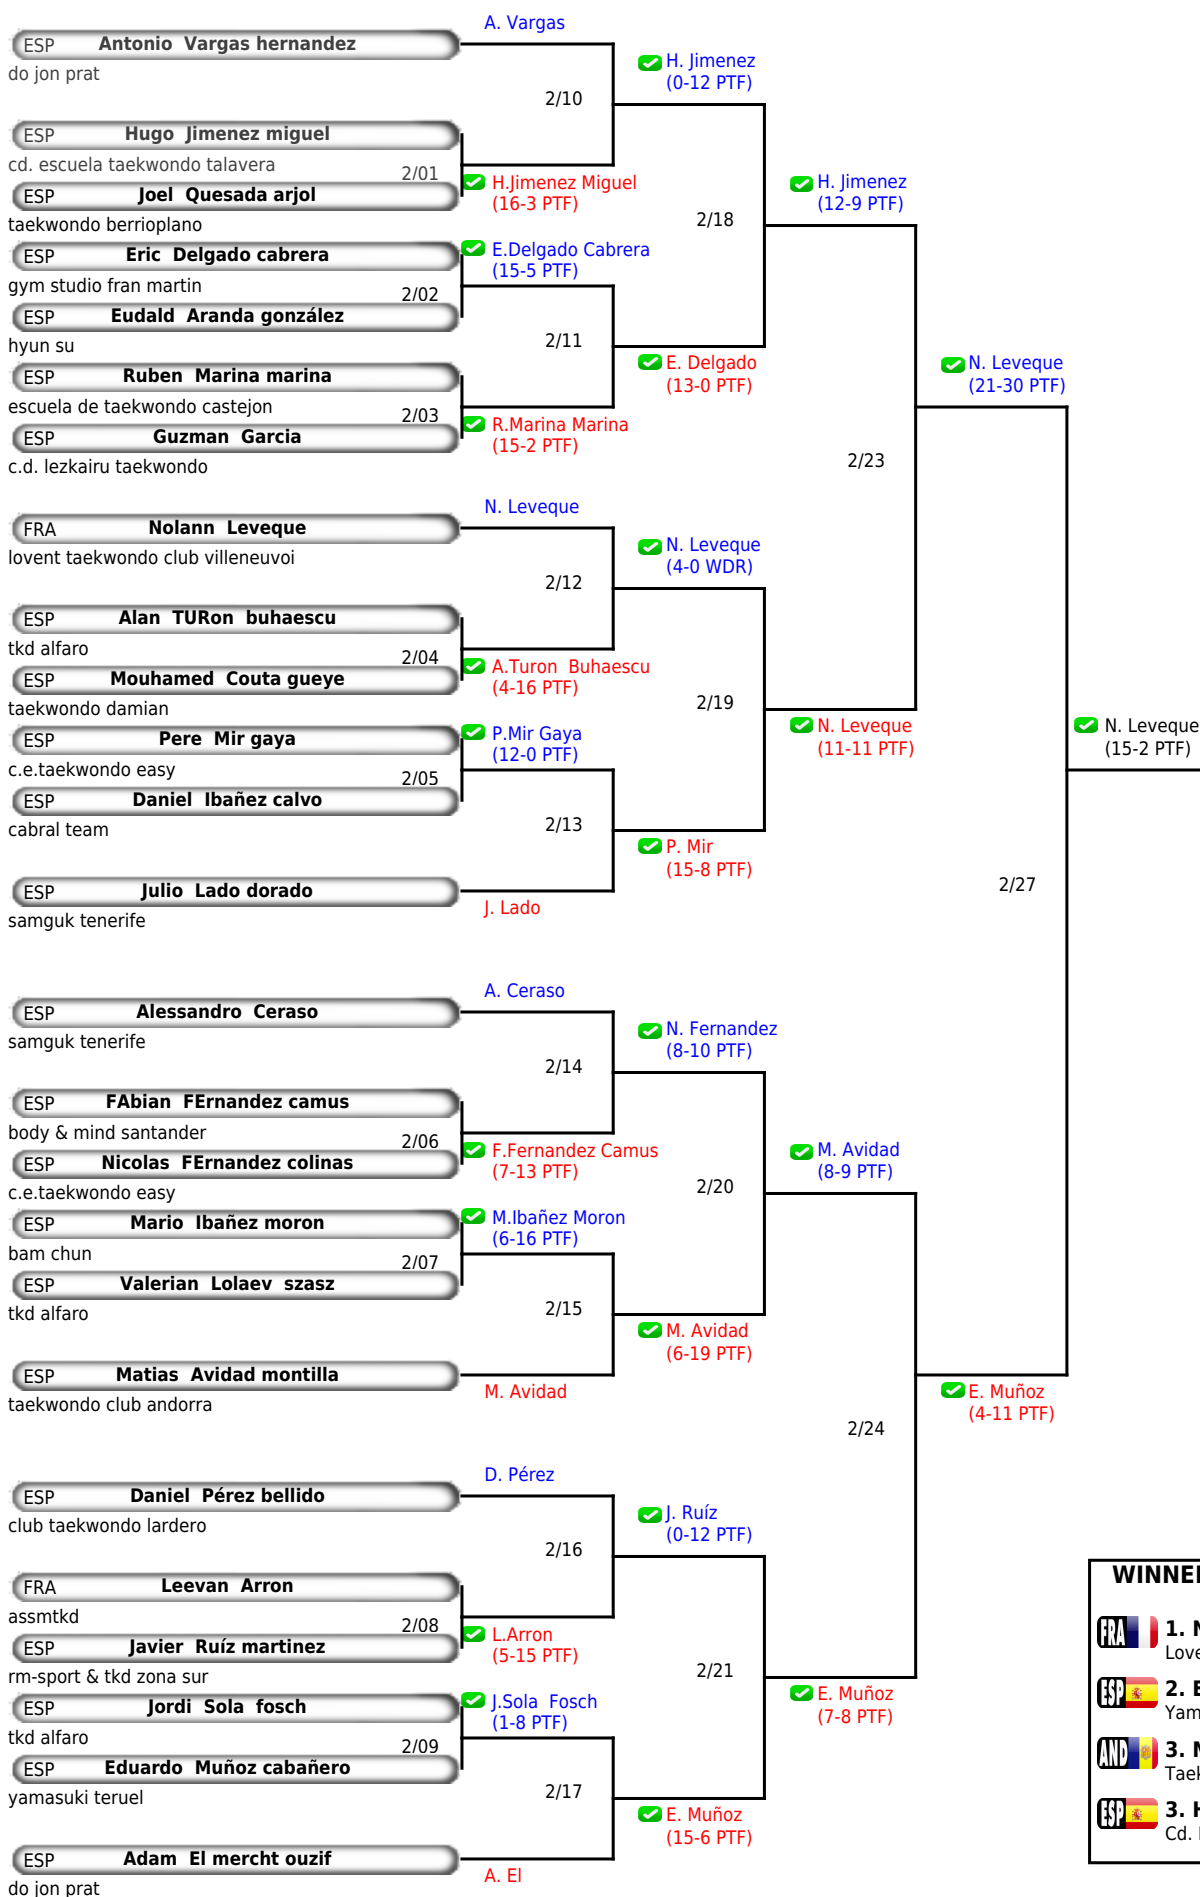 A. Vargas
ESP Antonio Vargas hernandez
do jon prat
H. Jimenez
(0-12 PTF)
2/10
ESP Hugo Jimenez miguel
cd. escuela taekwondo talavera
2/01
H.Jimenez Miguel
(16-3 PTF)
ESP Joel Quesada arjol
taekwondo berrioplano
H. Jimenez
(12-9 PTF)
2/18
ESP Eric Delgado cabrera
gym studio fran martin
E.Delgado Cabrera
(15-5 PTF)
2/02
ESP Eudald Aranda gonzález
hyun su
2/11
E. Delgado
(13-0 PTF)
N. Leveque
(21-30 PTF)
ESP Ruben Marina marina
escuela de taekwondo castejon
2/03
R.Marina Marina
(15-2 PTF)
ESP Guzman Garcia
c.d. lezkairu taekwondo
2/23
N. Leveque
FRA Nolann Leveque
lovent taekwondo club villeneuvoi
N. Leveque
(4-0 WDR)
2/12
ESP Alan TURon buhaescu
tkd alfaro
2/04
A.Turon Buhaescu
(4-16 PTF)
ESP Mouhamed Couta gueye
taekwondo damian
2/19
N. Leveque
(11-11 PTF)
N. Leveque
(15-2 PTF)
ESP Pere Mir gaya
c.e.taekwondo easy
P.Mir Gaya
(12-0 PTF)
2/05
ESP Daniel Ibañez calvo
cabral team
2/13
P. Mir
(15-8 PTF)
2/27
ESP Julio Lado dorado
samguk tenerife
J. Lado
A. Ceraso
ESP Alessandro Ceraso
samguk tenerife
N. Fernandez
(8-10 PTF)
2/14
ESP FAbian FErnandez camus
body & mind santander
2/06
F.Fernandez Camus
(7-13 PTF)
ESP Nicolas FErnandez colinas
c.e.taekwondo easy
M. Avidad
(8-9 PTF)
2/20
ESP Mario Ibañez moron
bam chun
M.Ibañez Moron
(6-16 PTF)
2/07
ESP Valerian Lolaev szasz
tkd alfaro
2/15
M. Avidad
(6-19 PTF)
ESP Matias Avidad montilla
taekwondo club andorra
M. Avidad
E. Muñoz
(4-11 PTF)
2/24
D. Pérez
ESP Daniel Pérez bellido
club taekwondo lardero
J. Ruíz
(0-12 PTF)
2/16
FRA Leevan Arron
assmtkd
2/08
L.Arron
(5-15 PTF)
ESP Javier Ruíz martinez
rm-sport & tkd zona sur
2/21
E. Muñoz
(7-8 PTF)
ESP Jordi Sola fosch
tkd alfaro
J.Sola Fosch
(1-8 PTF)
2/09
ESP Eduardo Muñoz cabañero
yamasuki teruel
2/17
E. Muñoz
(15-6 PTF)
ESP Adam El mercht ouzif
do jon prat
A. El
FRA 1.
ESP 2.
AND 3.
ESP 3.
Cd.